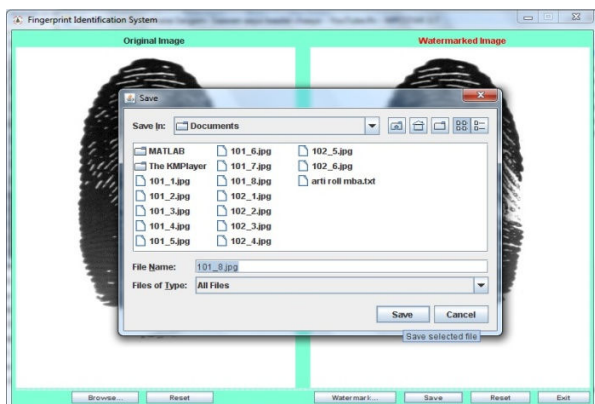 Fingerprint Identification System
Original Image
Watermarked Image
Save
Save In:
Documents
MATLAB
101_6.jpg
102_5.jpg
The KMPlayer
101_7.jpg
102_6.jpg
101_1.jpg
101_8.jpg
arti roll mba.txt
101_2.jpg
102_1.jpg
101_3.jpg
102_2.jpg
101_4.jpg
102_3.jpg
101_5.jpg
102_4.jpg
File Name:
101_8.jpg
Files of Type:
All Files
Save
Cancel
Save selected file
Browse...
Reset
Watermark...
Save
Reset
Exit